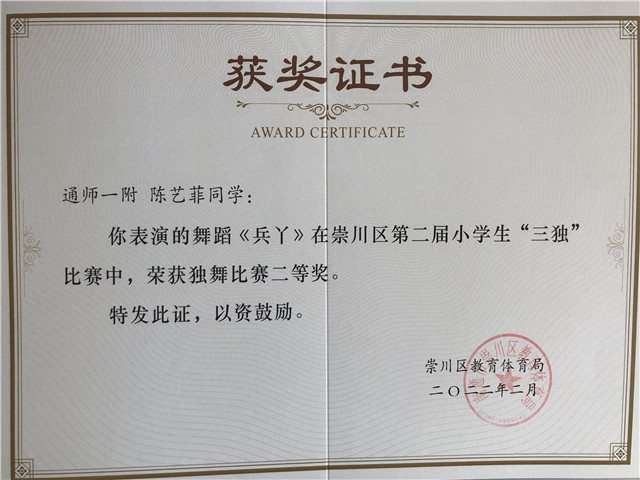 获奖证书
AWARD CERTIFICATE
通师一附 陈艺菲同学：
你表演的舞蹈《兵丫》在崇川区第二届小学生“三独”
比赛中，荣获独舞比赛二等奖。
特发此证，以资鼓励。
崇川区教育体育局
二〇二二年二月